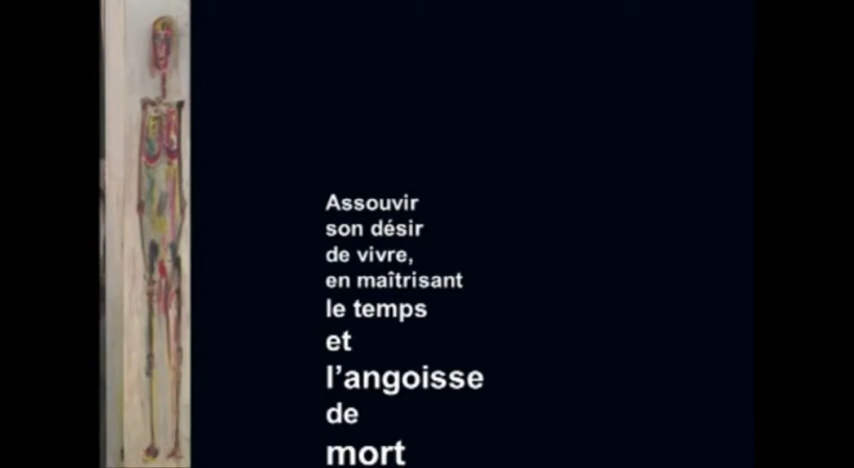 Assouvir
son désir
de vivre,
en maîtrisant
le temps
et
l’angoisse
de
mort